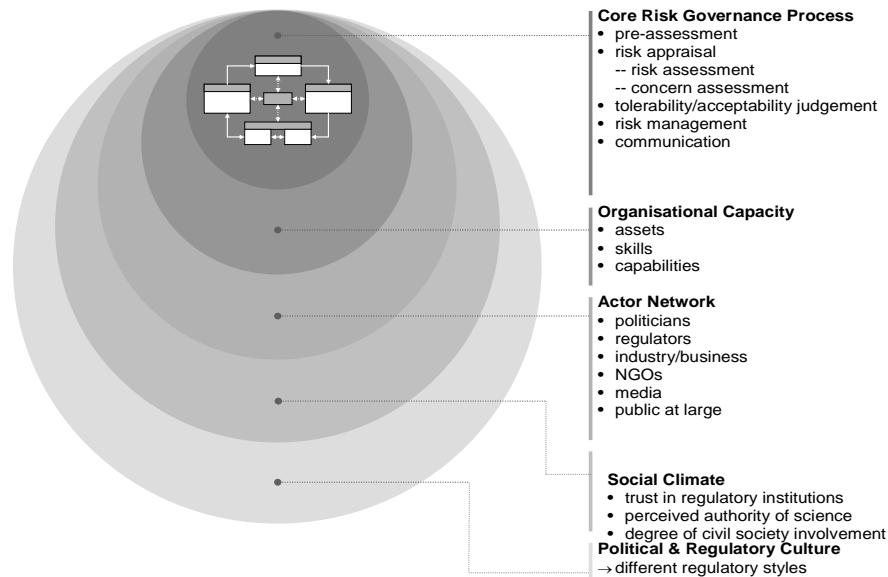 Core Risk Governance Process
• pre-assessment
• risk appraisal
-- risk assessment
-- concern assessment
• tolerability/acceptability judgement
• risk management
• communication
Organisational Capacity
• assets
• skills
• capabilities
Actor Network
• politicians
• regulators
• industry/business
• NGOs
• media
• public at large
Social Climate
• trust in regulatory institutions
• perceived authority of science
• degree of civil society involvement
Political & Regulatory Culture
→ different regulatory styles